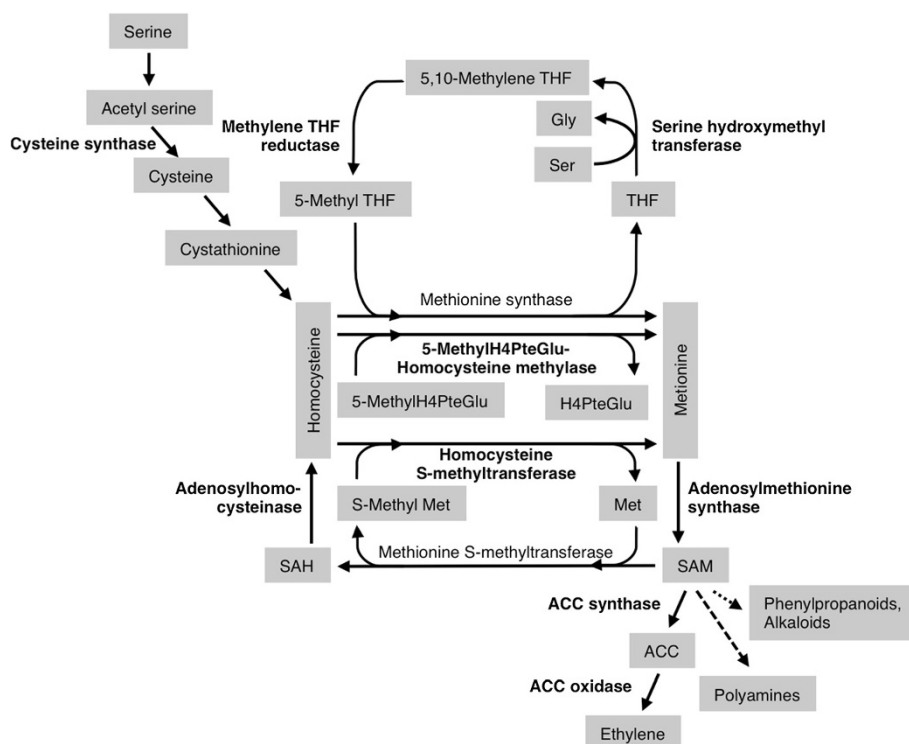 Serine
5,10-Methylene THF
Acetyl serine
Gly
Cysteine synthase
Methylene THF
reductase
Serine hydroxymethyl
transferase
Ser
Cysteine
5-Methyl THF
THF
Cystathionine
Methionine synthase
Homocysteine
5-MethylH4PteGlu-
Homocysteine methylase
Metionine
5-MethylH4PteGlu
H4PteGlu
Homocysteine
S-methyltransferase
Adenosylhomo-
cysteinase
S-Methyl Met
Met
Adenosylmethionine
synthase
Methionine S-methyltransferase
SAH
SAM
ACC synthase
Phenylpropanoids,
Alkaloids
ACC
ACC oxidase
Polyamines
Ethylene